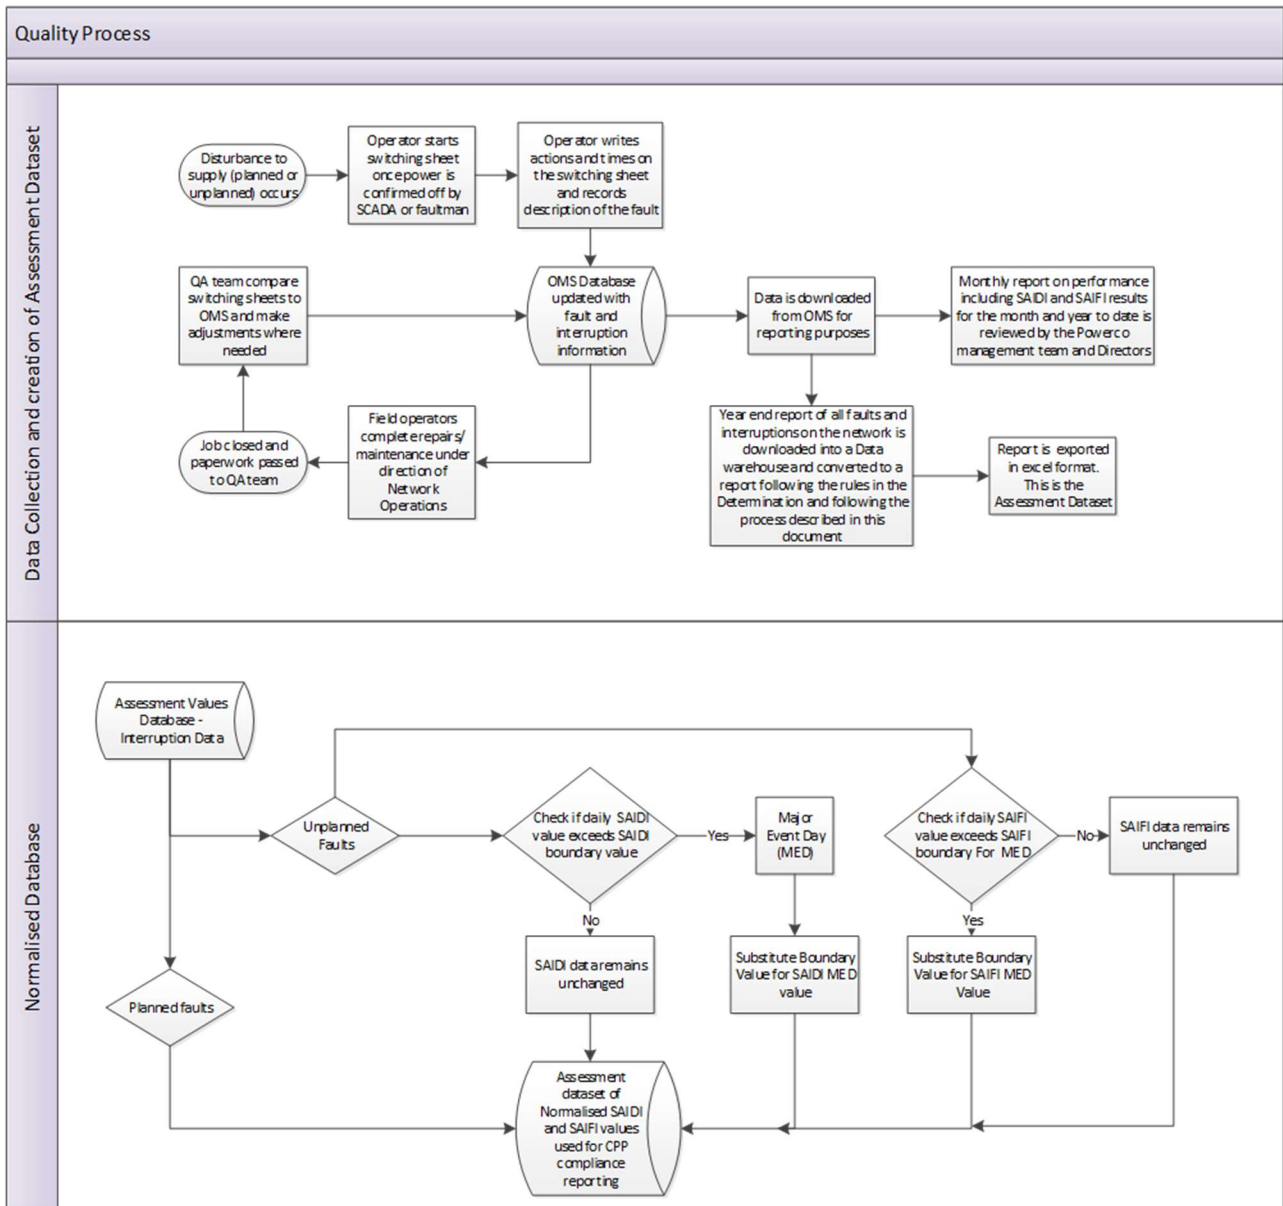 Quality Process
Data Collection and creation of Assessment Dataset
Disturbance to
supply (planned or
unplanned) occurs
Operator starts
switching sheet
once power is
confirmed off by
SCADA or faultman
Operator writes
actions and times on
the switching sheet
and records
description of the fault
QA team compare
switching sheets to
OMS and make
adjustments where
needed
OMS Database
updated with
fault and
interruption
information
Data is downloaded
from OMS for
reporting purposes
Monthly report on performance
including SAIDI and SAIFI results
for the month and year to date is
reviewed by the Powerco
management team and Directors
Job closed and
paperwork passed
to QA team
Field operators
complete repairs/
maintenance under
direction of
Network
Operations
Year end report of all faults and
interruptions on the network is
downloaded into a Data
warehouse and converted to a
report following the rules in the
Determination and following the
process described in this
document
Report is exported
in excel format.
This is the
Assessment Dataset
Normalised Database
Assessment Values
Database -
Interruption Data
Unplanned
Faults
Check if daily SAIDI
value exceeds SAIDI
boundary value
Yes
Major
Event Day
(MED)
Check if daily SAIFI
value exceeds SAIFI
boundary For MED
No
SAIFI data remains
unchanged
No
Yes
SAIDI data remains
unchanged
Substitute Boundary
Value for SAIDI MED
value
Substitute Boundary
Value for SAIFI MED
Value
Planned faults
Assessment
dataset of
Normalised SAIDI
and SAIFI values
used for CPP
compliance
reporting